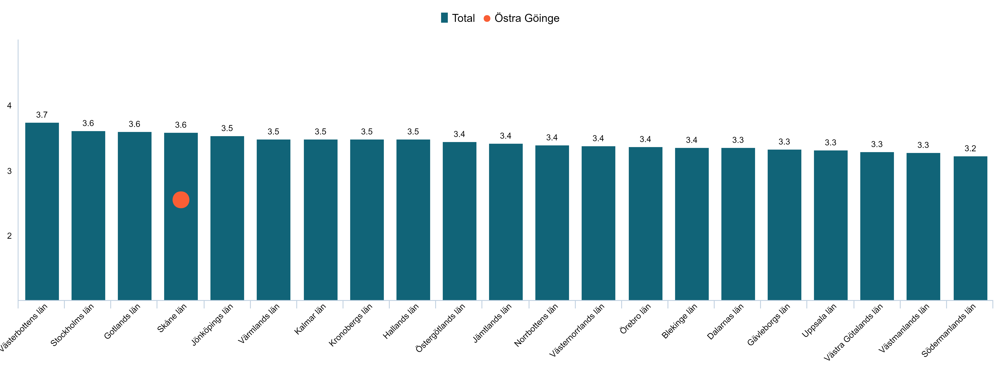 Total Östra Göinge
4
3
2
3.7 3.6 3.6 3.6 3.5 3.5 3.5 3.5 3.5 3.4 3.4 3.4 3.4 3.4 3.4 3.3 3.3 3.3 3.3 3.3 3.2
Västerbottens län
Stockholms län
Gotlands län
Skåne län
Jönköpings län
Värmlands län
Kalmar län
Kronobergs län
Hallands län
Östergötlands län
Jämtlands län
Norrbottens län
Västernorrlands län
Örebro län
Blekinge län
Dalarnas län
Gävleborgs län
Uppsala län
Västra Götalands län
Västmanlands län
Södermanlands län